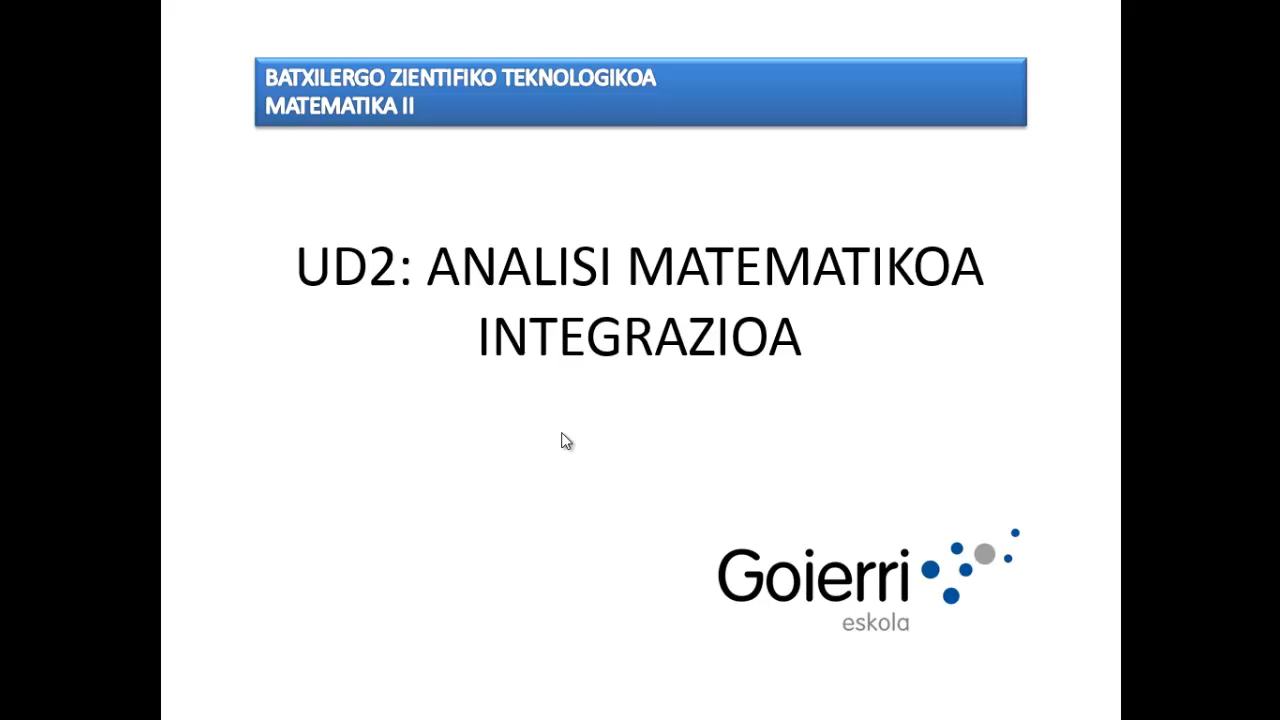 BATXILERGO ZIENTIFIKO TEKNOLOGIKOA
MATEMATIKA II
UD2: ANALISI MATEMATIKOA
INTEGRAZIOA
Goierri
eskola